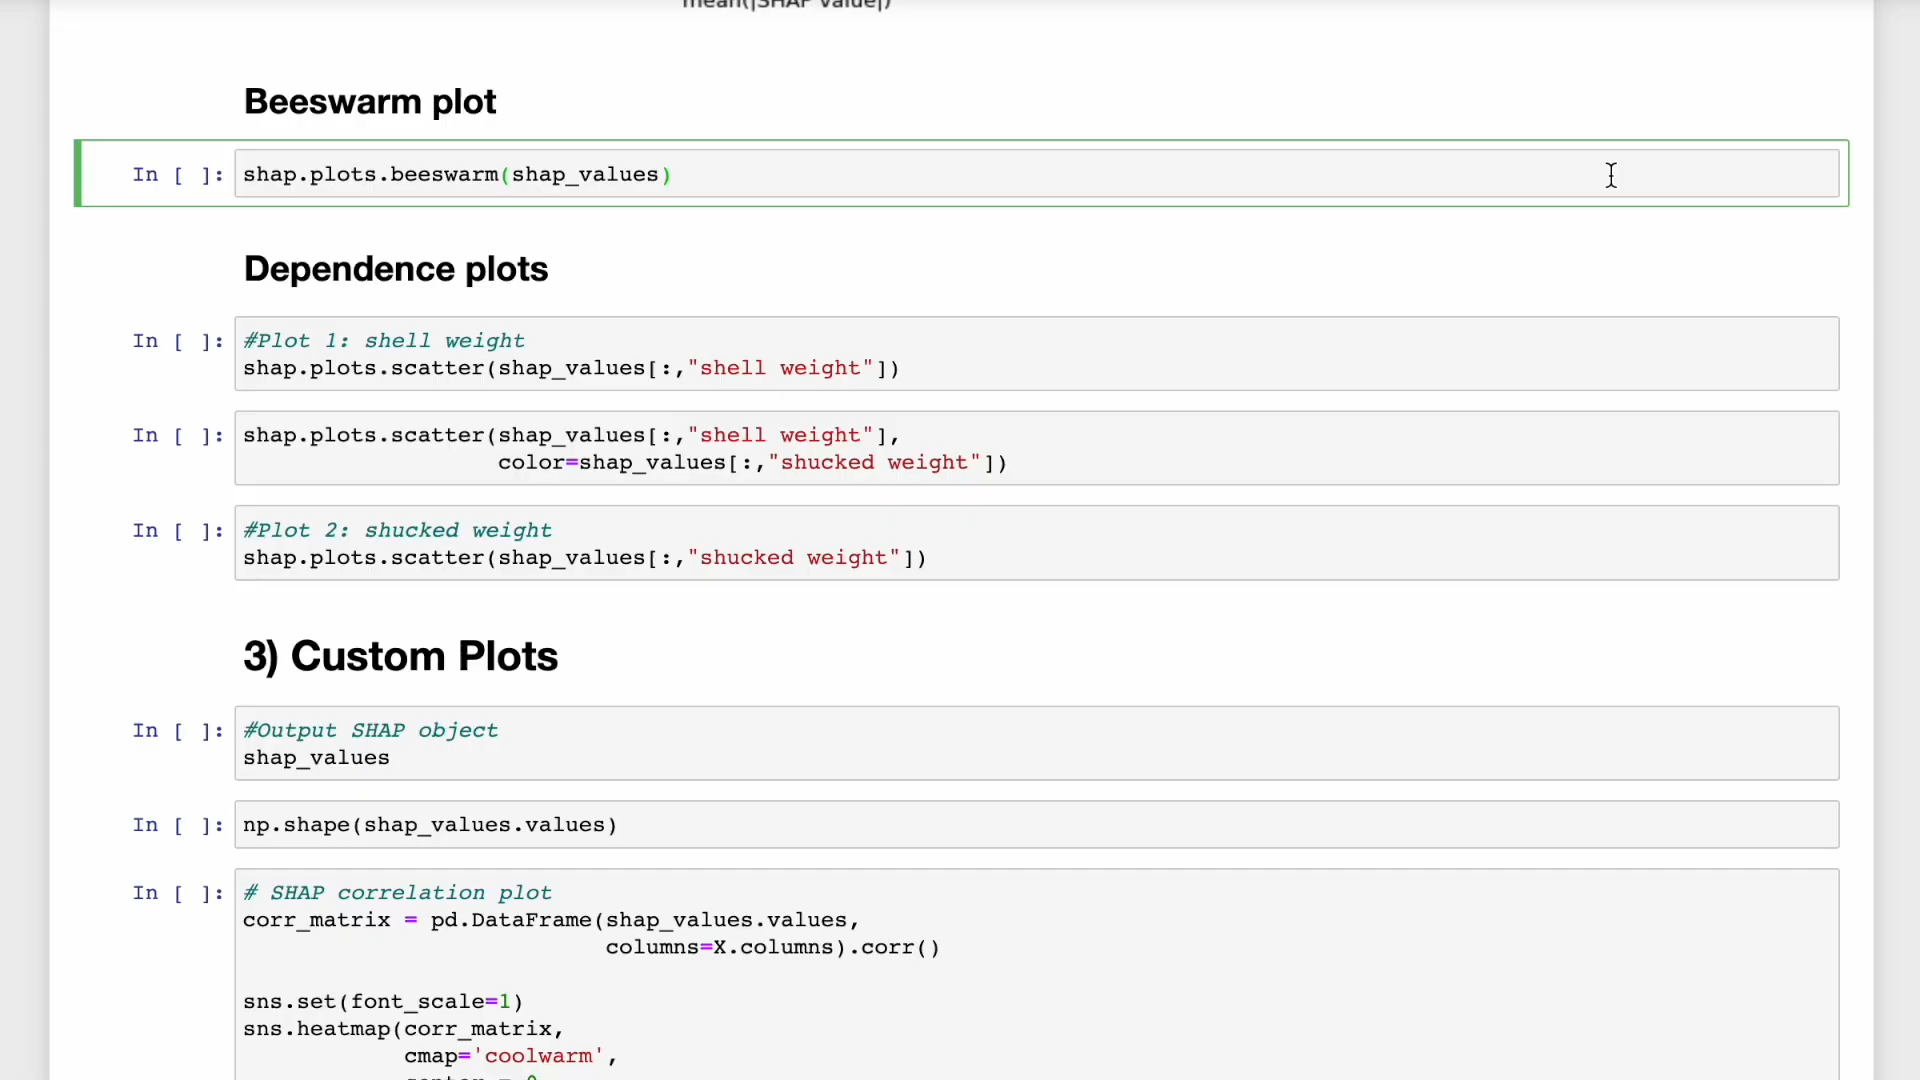 mean(|SHAP value|)
Beeswarm plot
In [ ]: shap.plots.beeswarm(shap_values)
Dependence plots
In [ ]: #Plot 1: shell weight
shap.plots.scatter(shap_values[:,"shell weight"])
In [ ]: shap.plots.scatter(shap_values[:,"shell weight"],
color=shap_values[:,"shucked weight"])
In [ ]: #Plot 2: shucked weight
shap.plots.scatter(shap_values[:,"shucked weight"])
3) Custom Plots
In [ ]: #Output SHAP object
shap_values
In [ ]: np.shape(shap_values.values)
In [ ]: # SHAP correlation plot
corr_matrix = pd.DataFrame(shap_values.values,
columns=X.columns).corr()
sns.set(font_scale=1)
sns.heatmap(corr_matrix,
cmap='coolwarm',